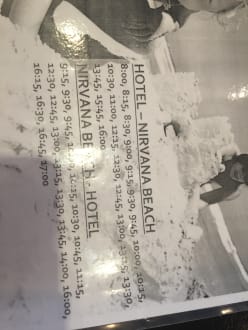 HOTEL – NIRVANA BEACH
8:00, 8:15, 8:30, 9:00, 9:15, 9:30, 9:45, 10:00, 10:15,
10:30, 11:00, 12:15, 12:30, 12:45, 13:00, 13:15, 13:30,
13:45, 15:45, 16:00
NIRVANA BEACH - HOTEL
9:15, 9:30, 9:45, 10:15, 10:30, 10:45, 11:15,
12:30, 12:45, 13:00, 13:15, 13:30, 13:45, 14:00, 16:00,
16:15, 16:30, 16:45, 17:00